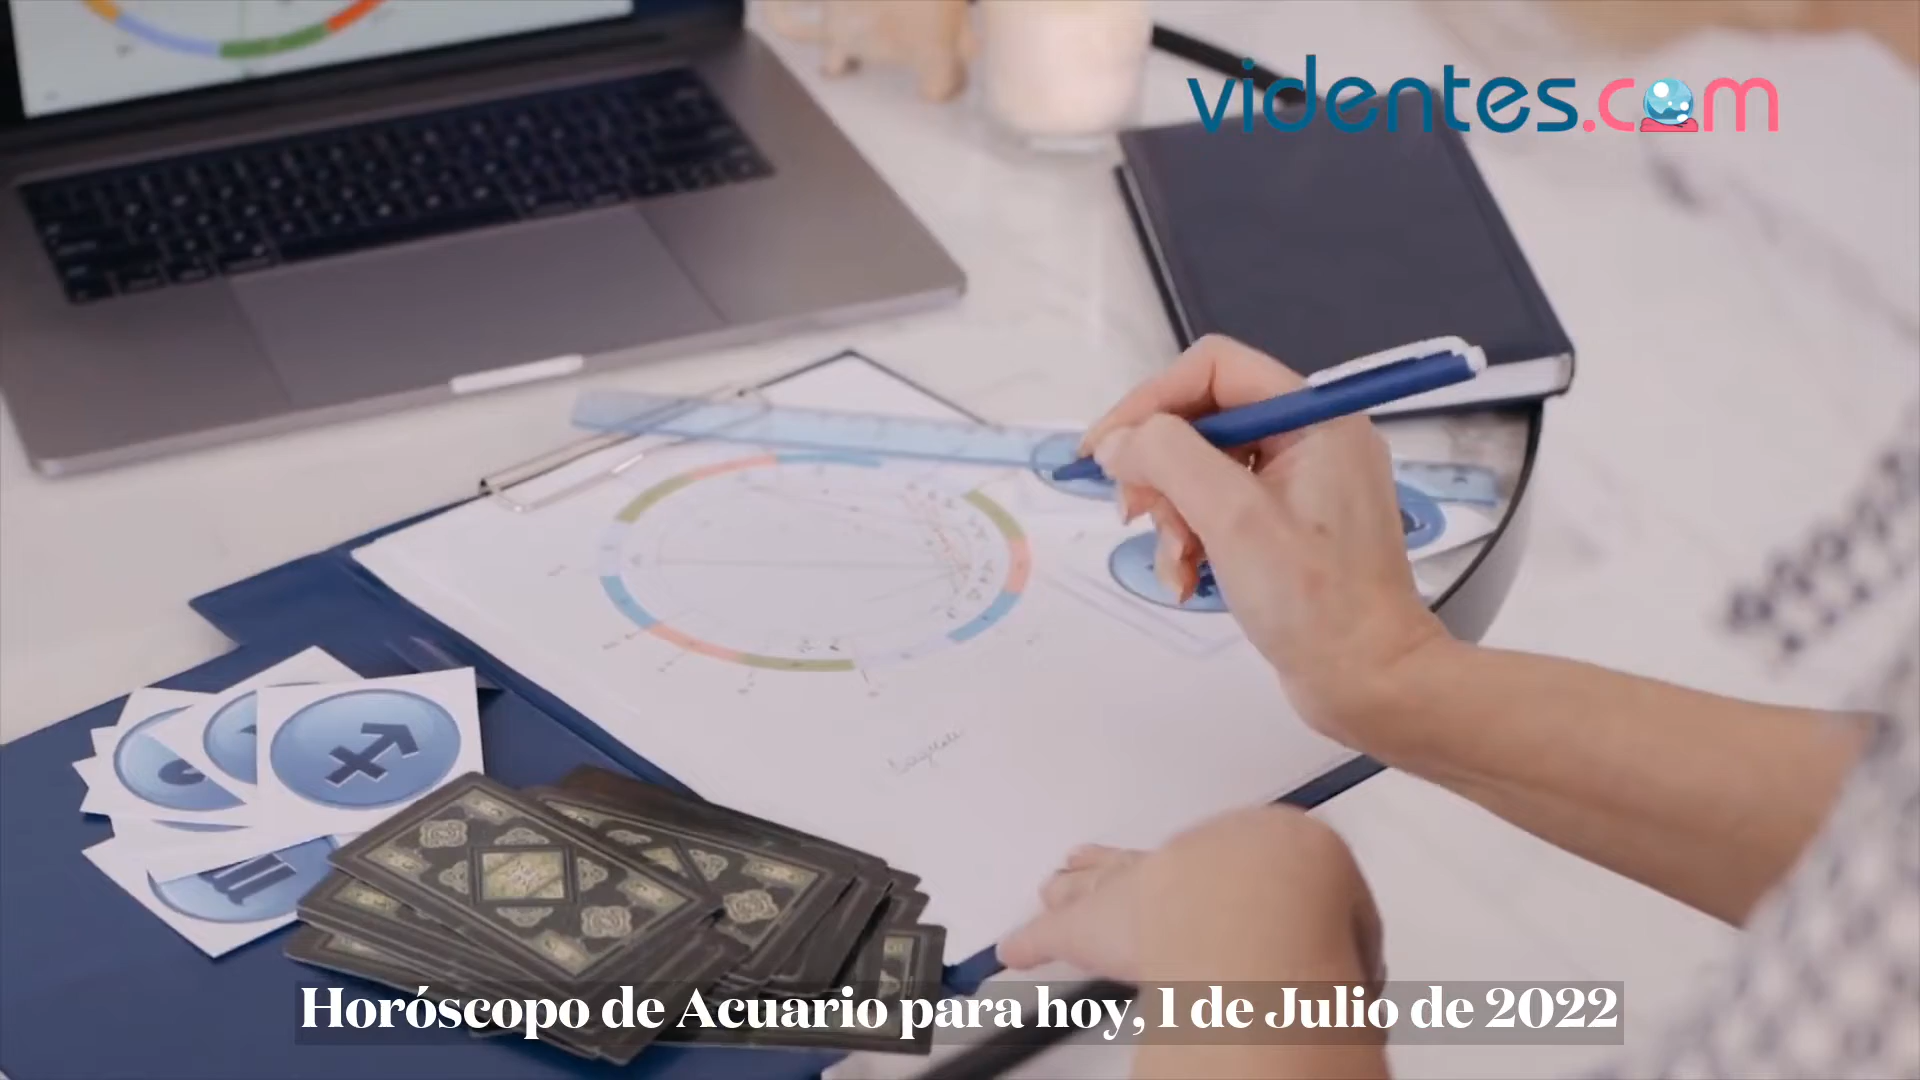 videntes.com
Horóscopo de Acuario para hoy, 1 de Julio de 2022